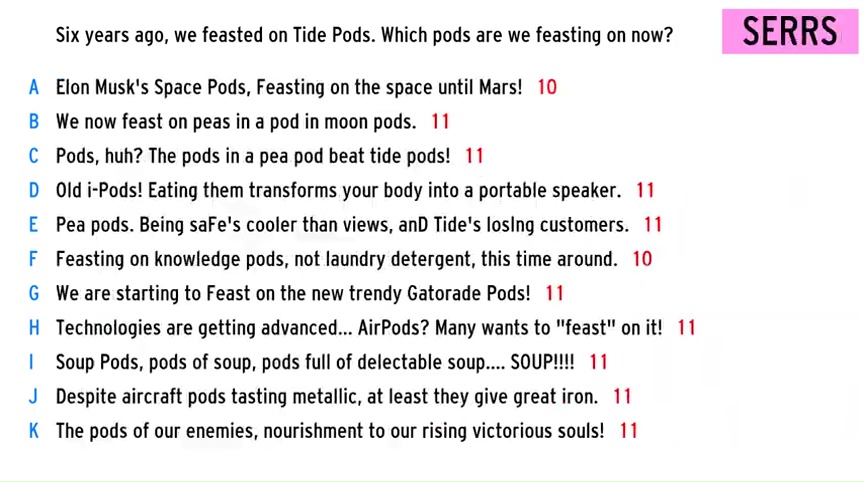 Six years ago, we feasted on Tide Pods. Which pods are we feasting on now?
SERRS
A Elon Musk's Space Pods, Feasting on the space until Mars! 10
B We now feast on peas in a pod in moon pods. 11
C Pods, huh? The pods in a pea pod beat tide pods! 11
D Old i-Pods! Eating them transforms your body into a portable speaker. 11
E Pea pods. Being saFe's cooler than views, anD Tide's losIng customers. 11
F Feasting on knowledge pods, not laundry detergent, this time around. 10
G We are starting to Feast on the new trendy Gatorade Pods! 11
H Technologies are getting advanced... AirPods? Many wants to "feast" on it! 11
I Soup Pods, pods of soup, pods full of delectable soup.... SOUP!!!! 11
J Despite aircraft pods tasting metallic, at least they give great iron. 11
K The pods of our enemies, nourishment to our rising victorious souls! 11